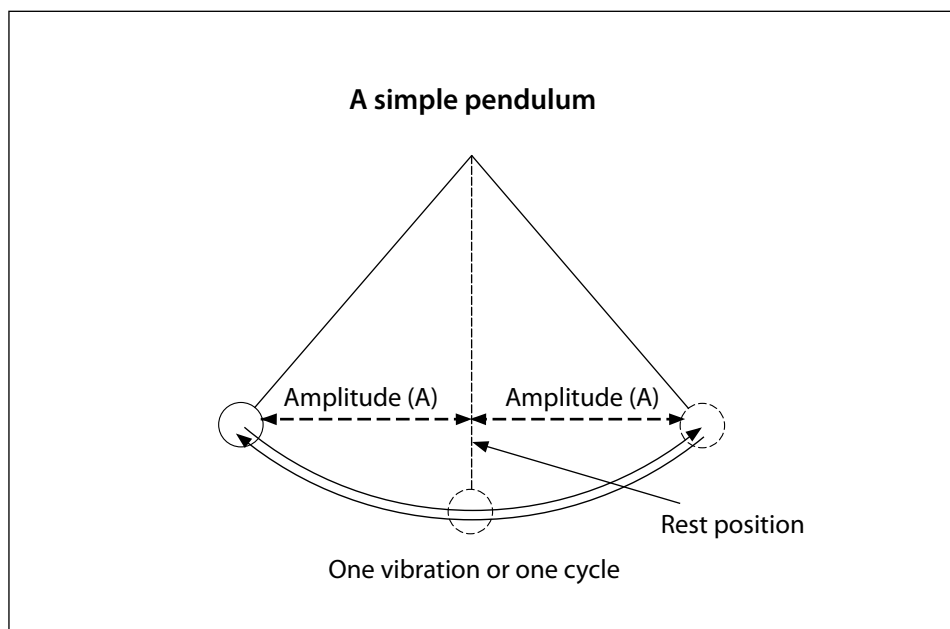 A simple pendulum
Amplitude (A) Amplitude (A)
Rest position
One vibration or one cycle